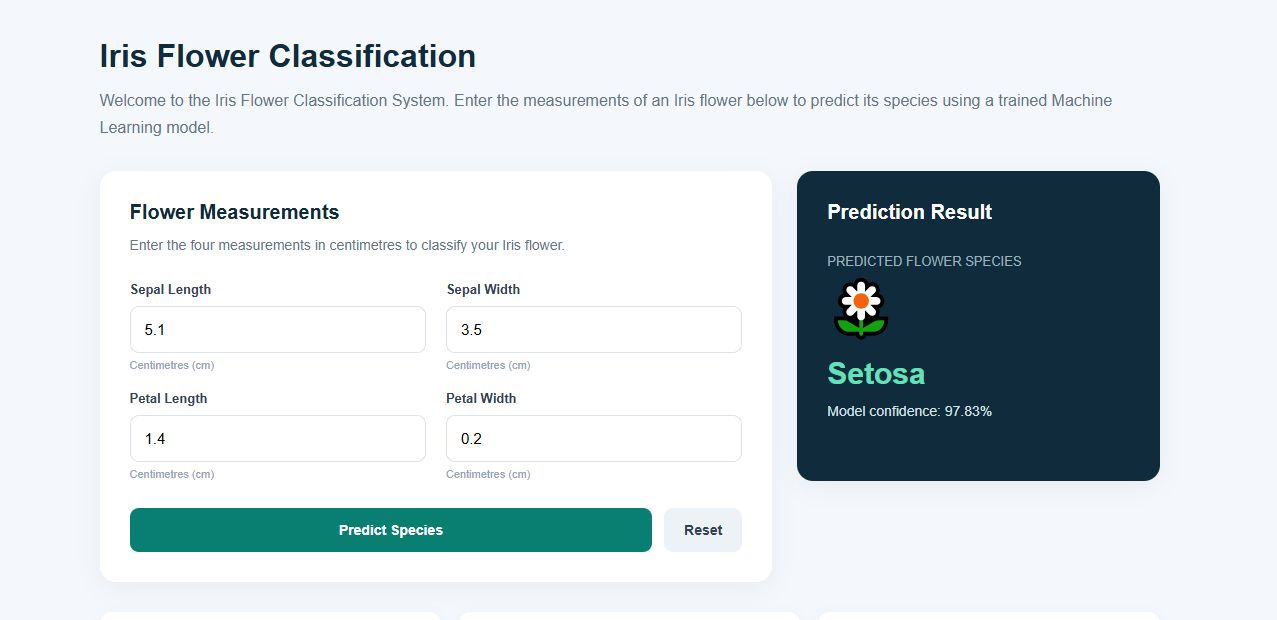 Iris Flower Classification
Welcome to the Iris Flower Classification System. Enter the measurements of an Iris flower below to predict its species using a trained Machine
Learning model.
Flower Measurements
Enter the four measurements in centimetres to classify your Iris flower.
Sepal Length
Sepal Width
5.1
3.5
Centimetres (cm)
Centimetres (cm)
Petal Length
Petal Width
1.4
0.2
Centimetres (cm)
Centimetres (cm)
Predict Species
Reset
Prediction Result
PREDICTED FLOWER SPECIES
Setosa
Model confidence: 97.83%